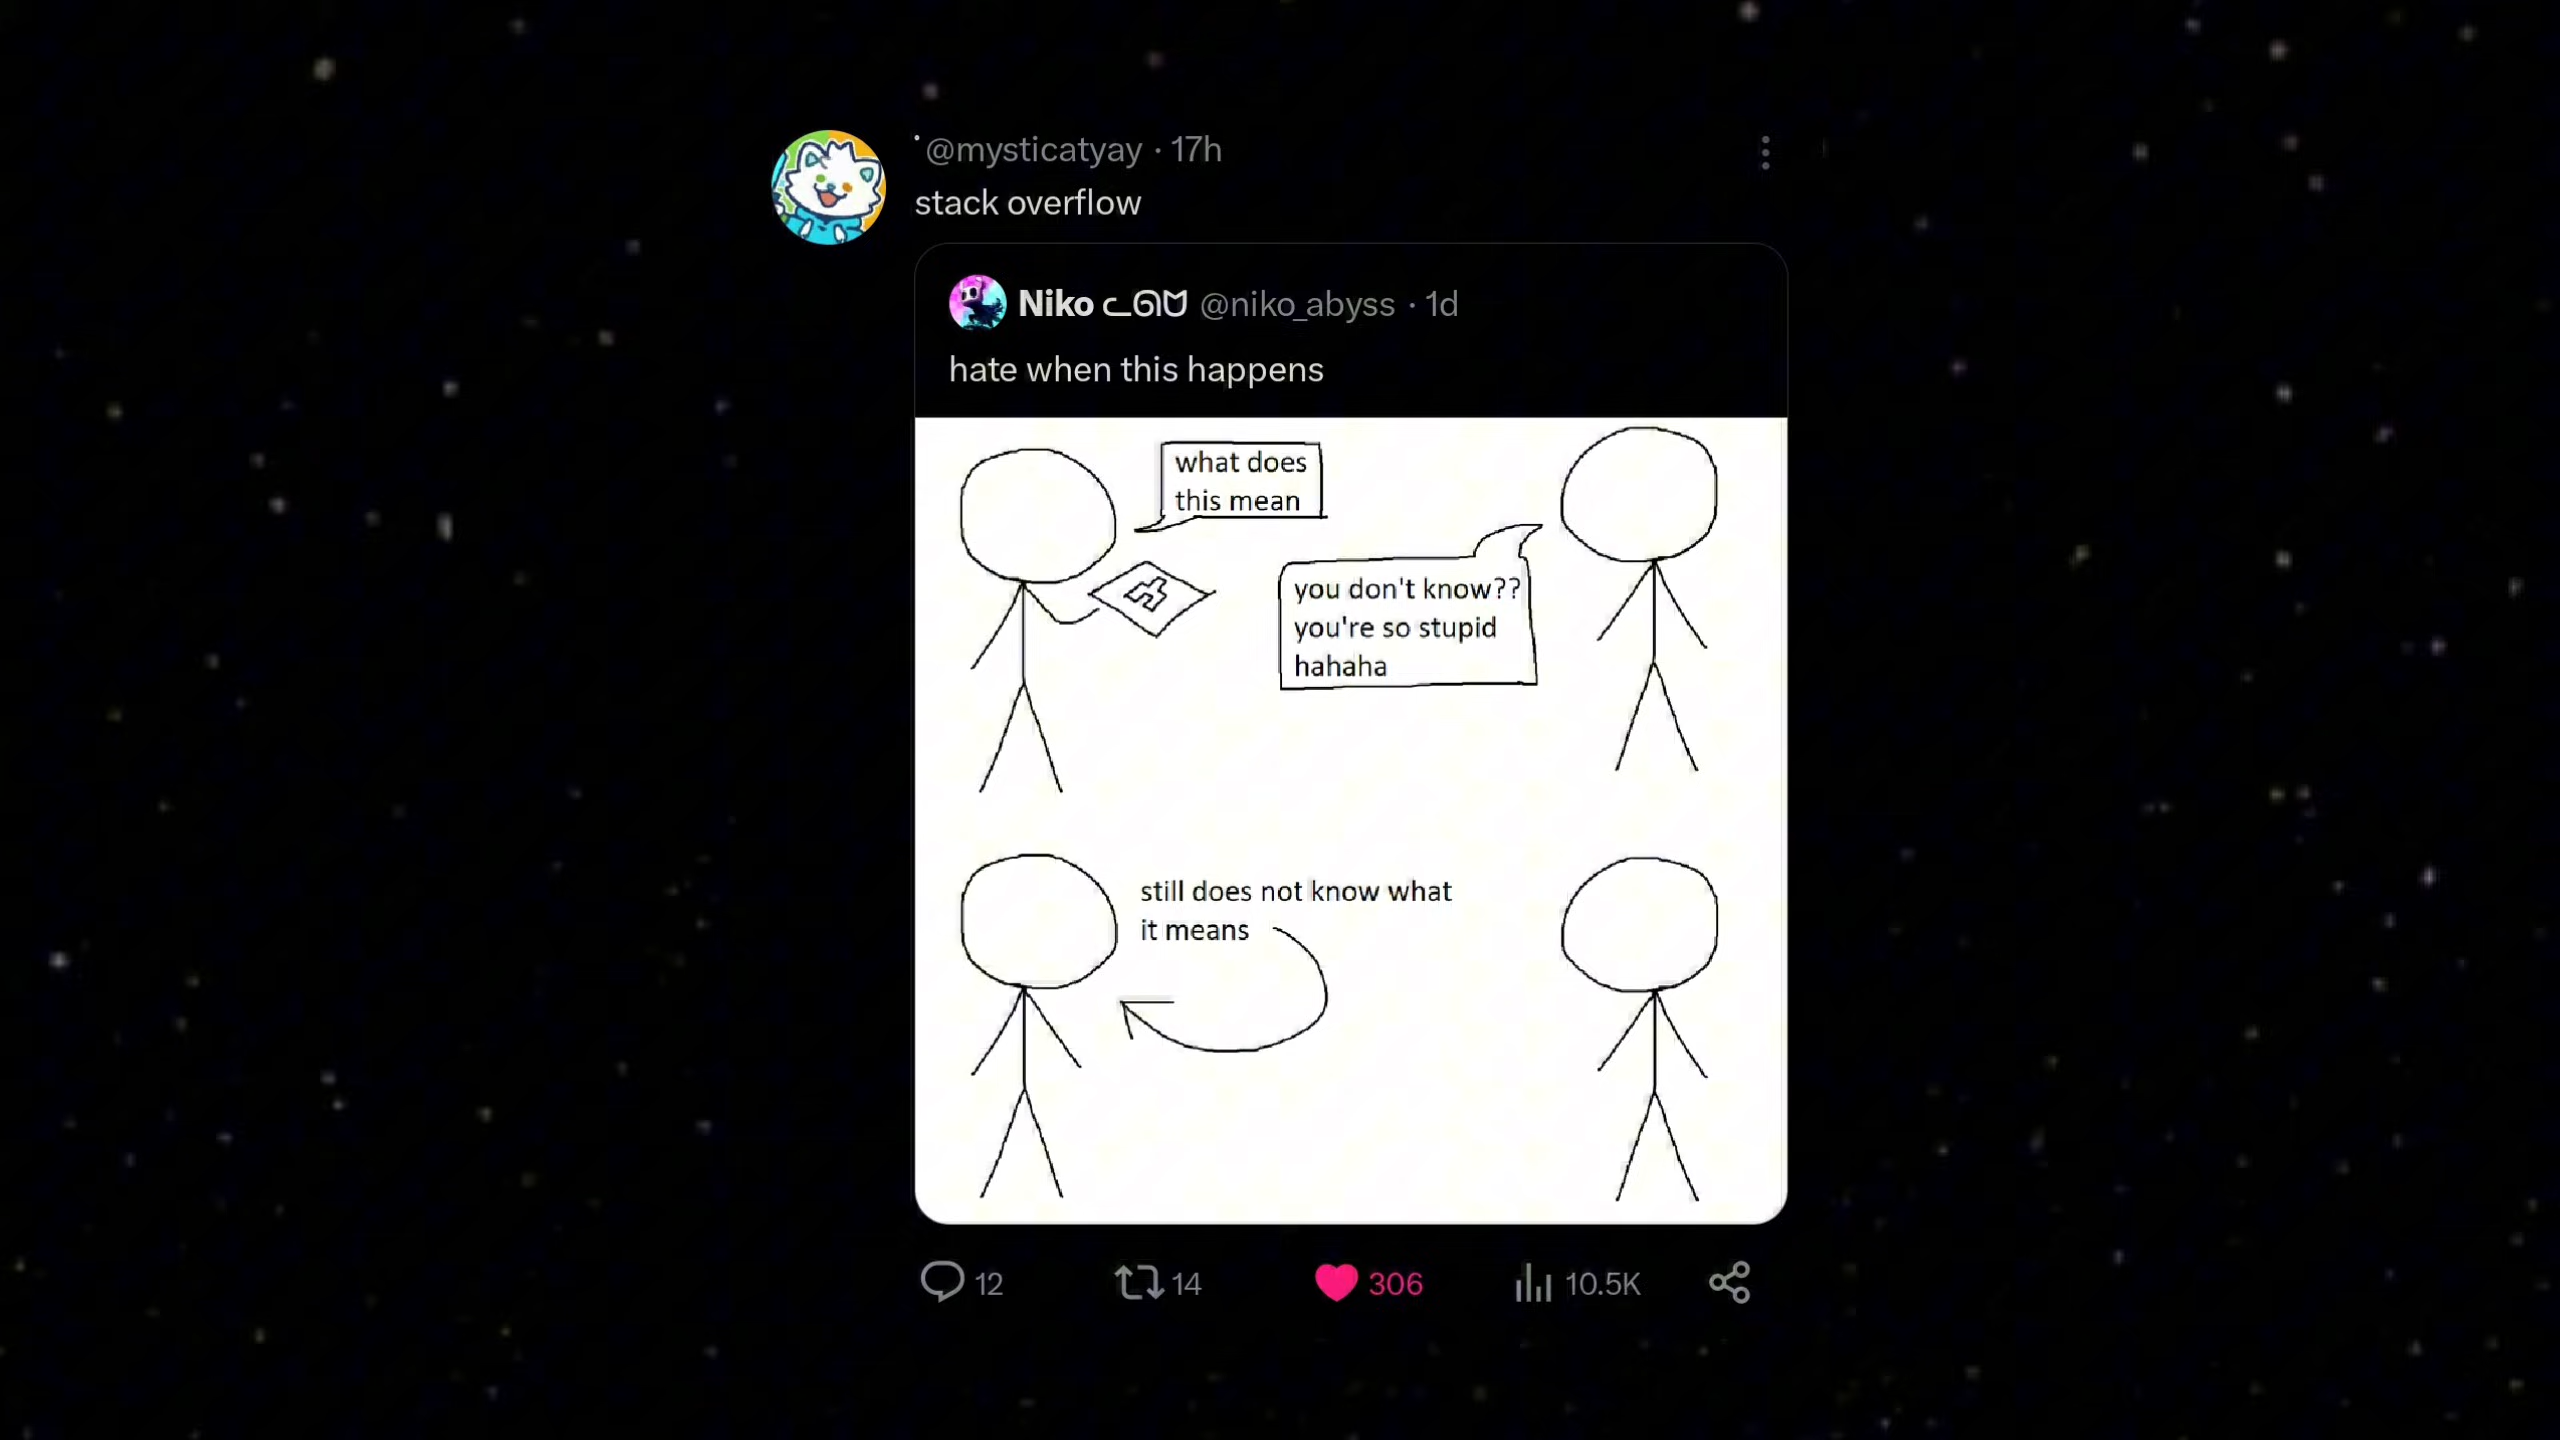 @mysticatyay · 17h
stack overflow
Niko ᓚᘏᗢ @niko_abyss · 1d
hate when this happens
what does
this mean
you don't know??
you're so stupid
hahaha
still does not know what
it means
12 14 306 10.5K